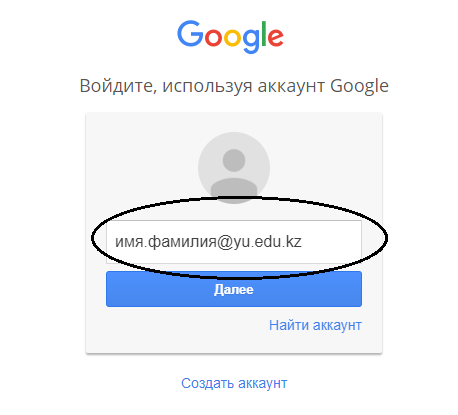 Google
Войдите, используя аккаунт Google
имя.фамилия@yu.edu.kz
Далее
Найти аккаунт
Создать аккаунт